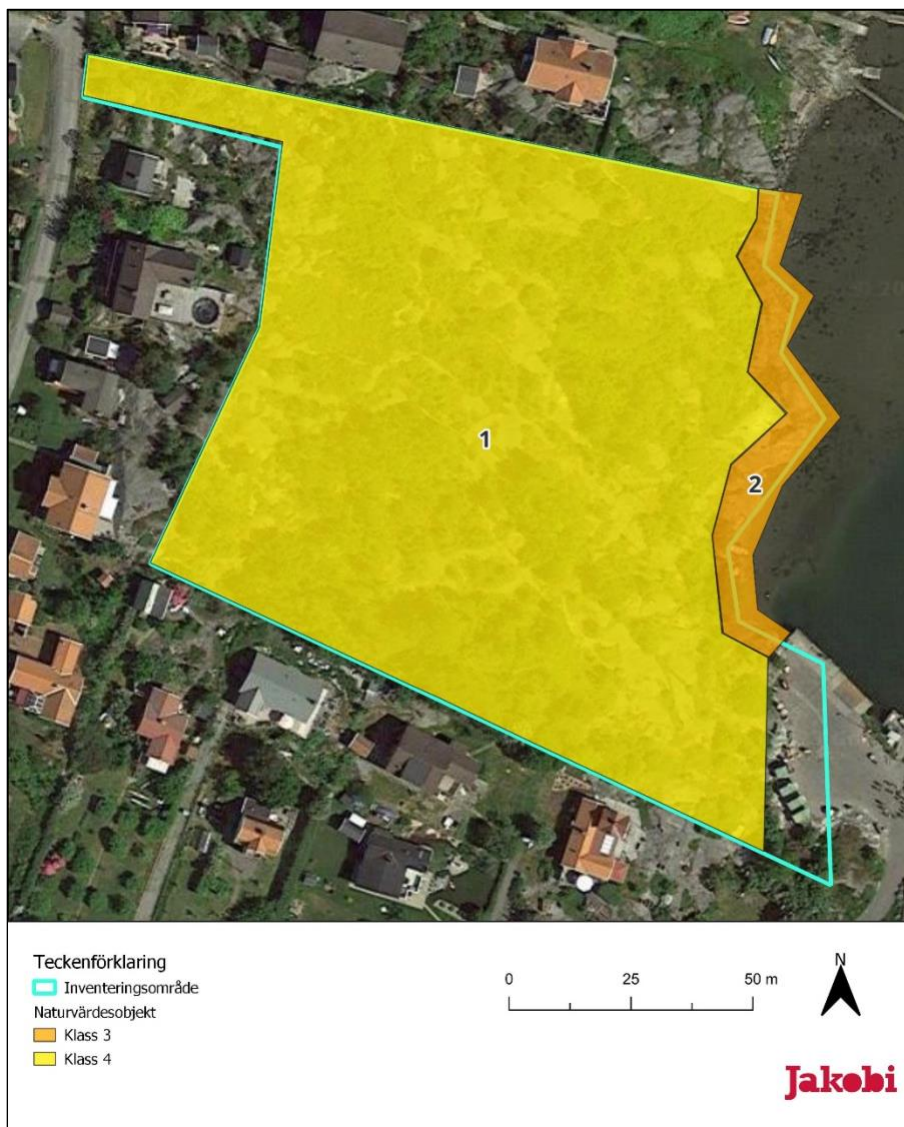 1
2
Teckenförklaring
Inventeringsområde
Naturvärdesobjekt
Klass 3
Klass 4
0 25 50 m
N
Jakobi